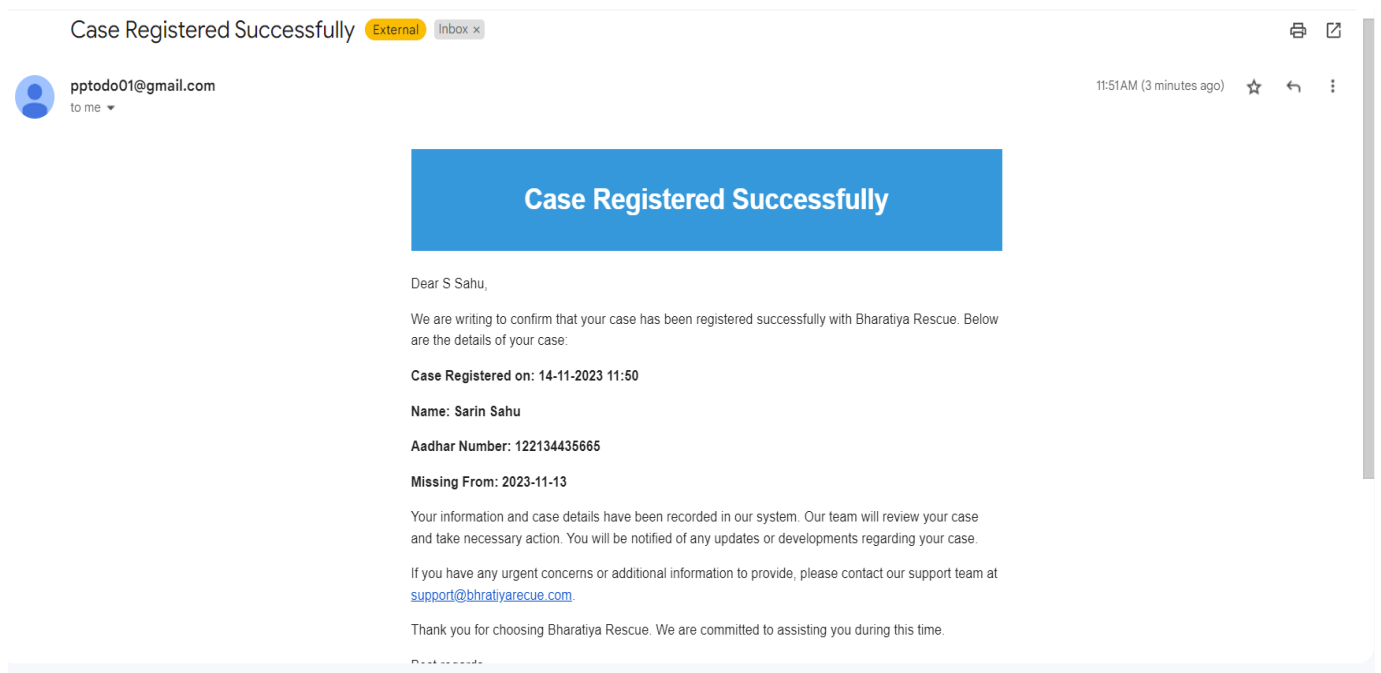 Case Registered Successfully External Inbox ×
pptodo01@gmail.com 11:51 AM (3 minutes ago)
to me
Case Registered Successfully
Dear S Sahu,
We are writing to confirm that your case has been registered successfully with Bharatiya Rescue. Below
are the details of your case:
Case Registered on: 14-11-2023 11:50
Name: Sarin Sahu
Aadhar Number: 122134435665
Missing From: 2023-11-13
Your information and case details have been recorded in our system. Our team will review your case
and take necessary action. You will be notified of any updates or developments regarding your case.
If you have any urgent concerns or additional information to provide, please contact our support team at
support@bhratiyarecue.com.
Thank you for choosing Bharatiya Rescue. We are committed to assisting you during this time.